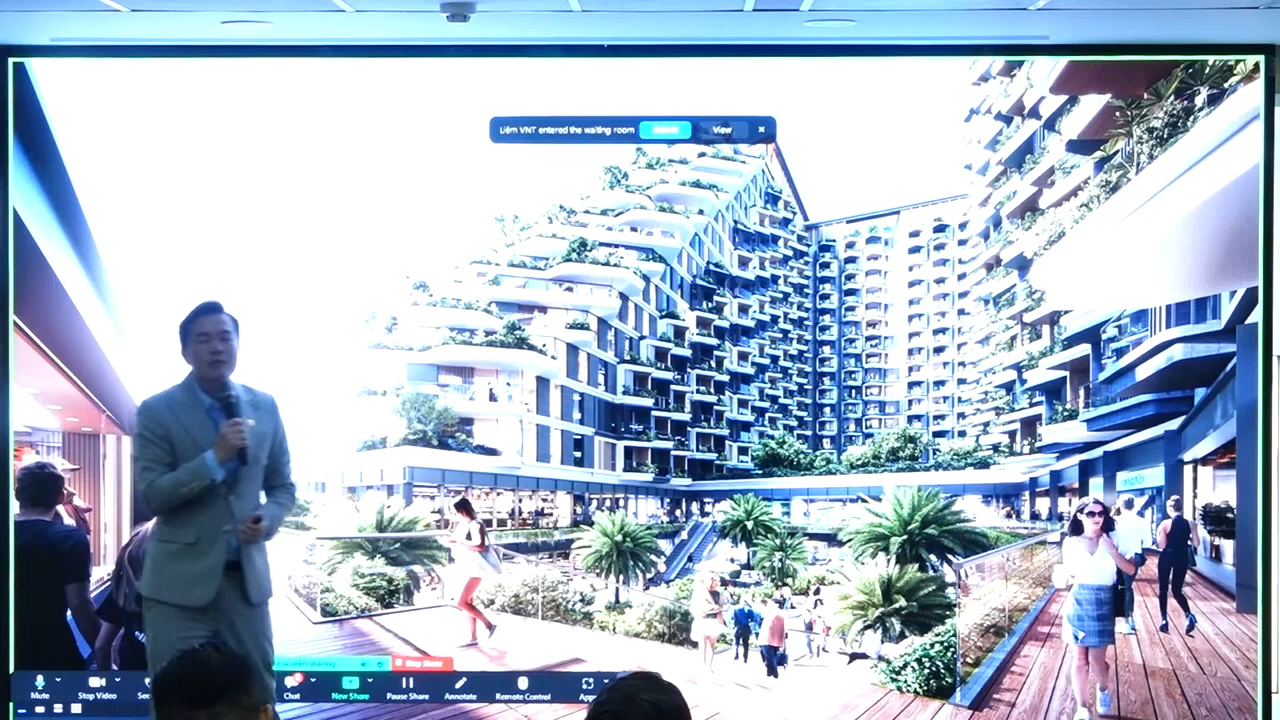 Liêm VNT entered the waiting room View
Stop Share
Mute Stop Video Chat New Share Pause Share Annotate Remote Control